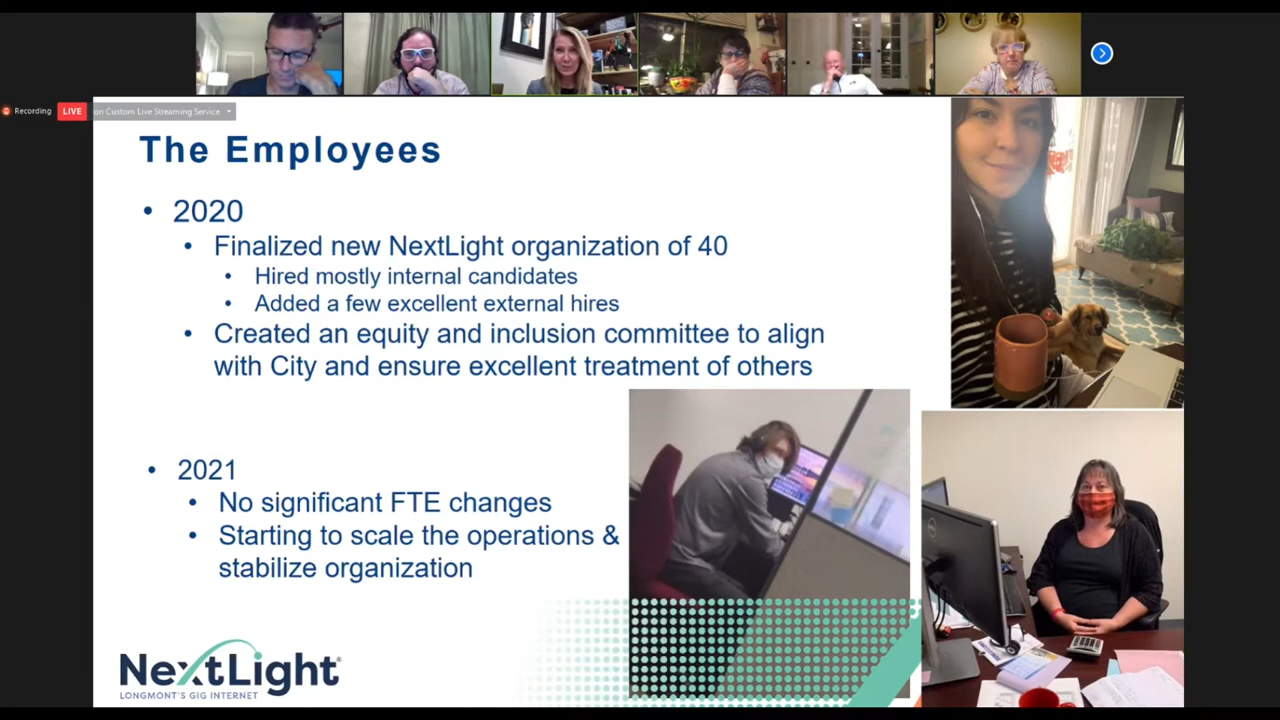 Recording
LIVE
on Custom Live Streaming Service
The Employees
• 2020
• Finalized new NextLight organization of 40
• Hired mostly internal candidates
• Added a few excellent external hires
• Created an equity and inclusion committee to align
with City and ensure excellent treatment of others
• 2021
• No significant FTE changes
• Starting to scale the operations &
stabilize organization
NextLight®
LONGMONT'S GIG INTERNET
DELL